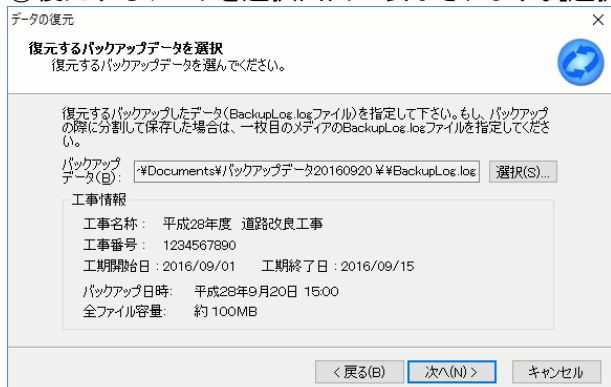 データの復元
復元するバックアップデータを選択
復元するバックアップデータを選んでください。
復元するバックアップしたデータ(BackupLog.logファイル)を指定して下さい。もし、バックアップ
の際に分割して保存した場合は、一枚目のメディアのBackupLog.logファイルを指定してくださ
い。
バックアップ
データ(B):
¥Documents¥バックアップデータ20160920¥¥BackupLog.log 選択(S)...
工事情報
工事名称： 平成28年度 道路改良工事
工事番号： 1234567890
工期開始日：2016/09/01 工期終了日：2016/09/15
バックアップ日時： 平成28年9月20日 15:00
全ファイル容量： 約100MB
< 戻る(B) 次へ(N) > キャンセル